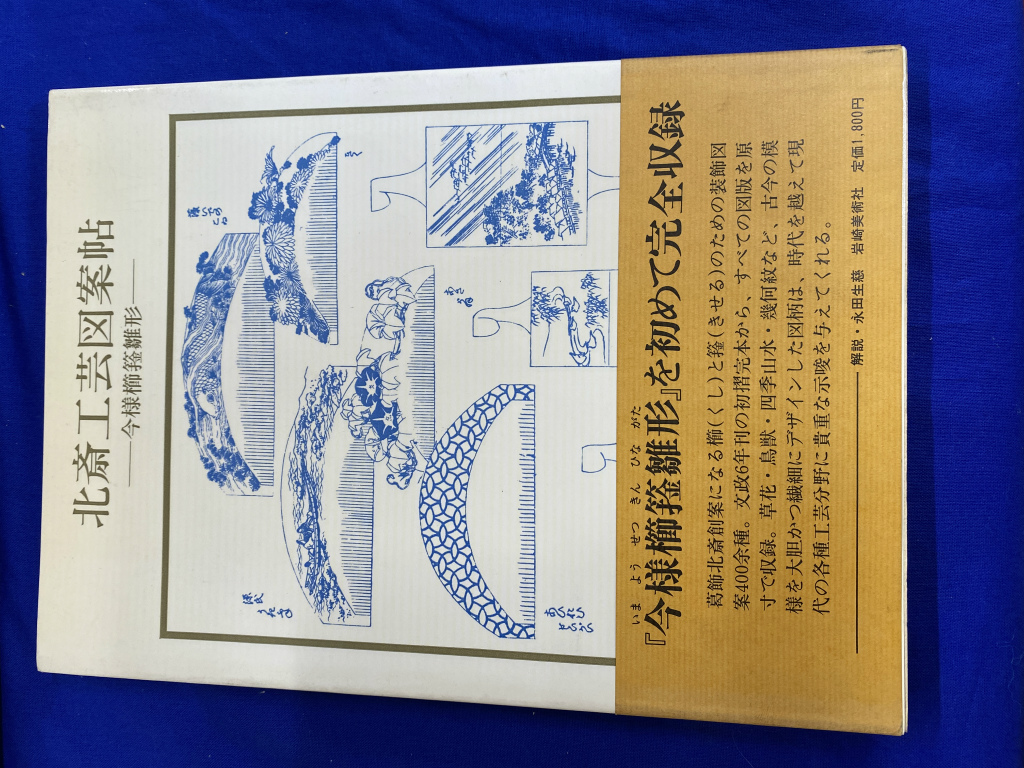 北斎工芸図案帖
──今様櫛䇳雛形──
いま よう せつ きん ひな がた
『今様櫛䇳雛形』を初めて完全収録
葛飾北斎創案になる櫛(くし)と䇳(きせる)のための装飾図
案400余種。文政6年刊の初摺完本から、すべての図版を原
寸で収録。草花・鳥獣・四季山水・幾何紋など、古今の模
様を大胆かつ繊細にデザインした図柄は、時代を越えて現
代の各種工芸分野に貴重な示唆を与えてくれる。
解説・永田生慈 岩崎美術社 定価1,800円